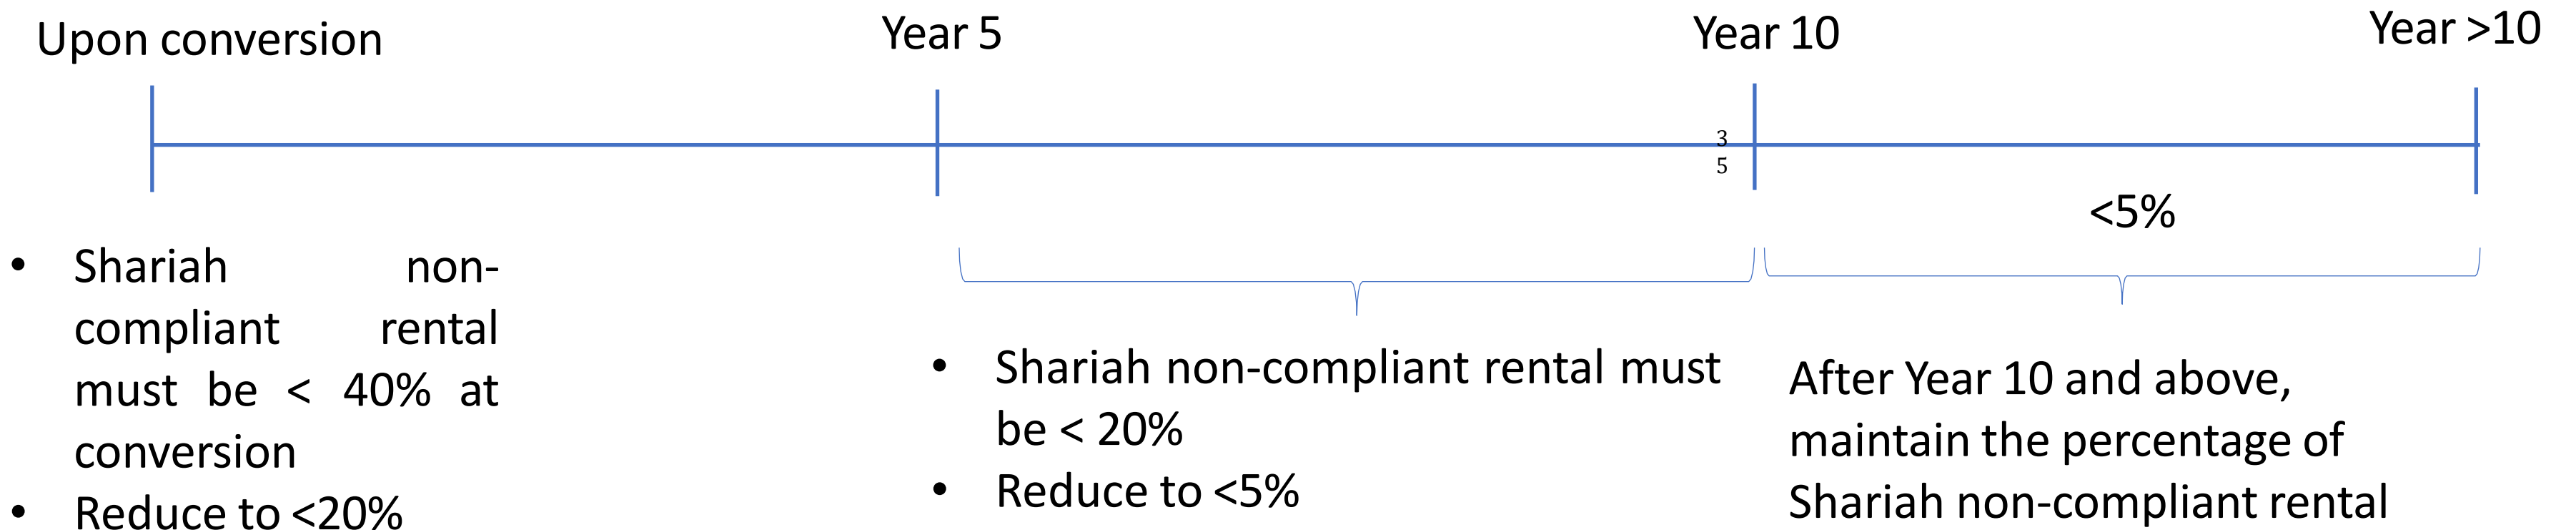 Upon conversion
Year 5
Year 10
Year >10
3
5
<5%
• Shariah non-
compliant rental
must be < 40% at
conversion
• Reduce to <20%
• Shariah non-compliant rental must
be < 20%
• Reduce to <5%
After Year 10 and above,
maintain the percentage of
Shariah non-compliant rental